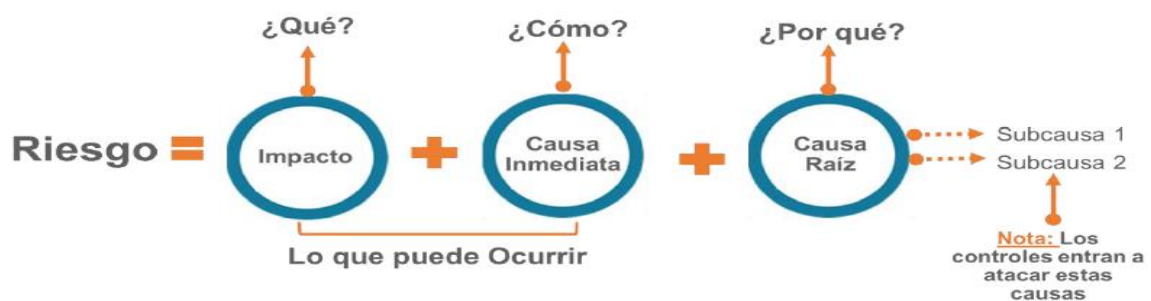 ¿Qué?
¿Cómo?
¿Por qué?
Riesgo =
Impacto
+
Causa
Inmediata
+
Causa
Raíz
Subcausa 1
Subcausa 2
Lo que puede Ocurrir
Nota: Los
controles entran a
atacar estas
causas